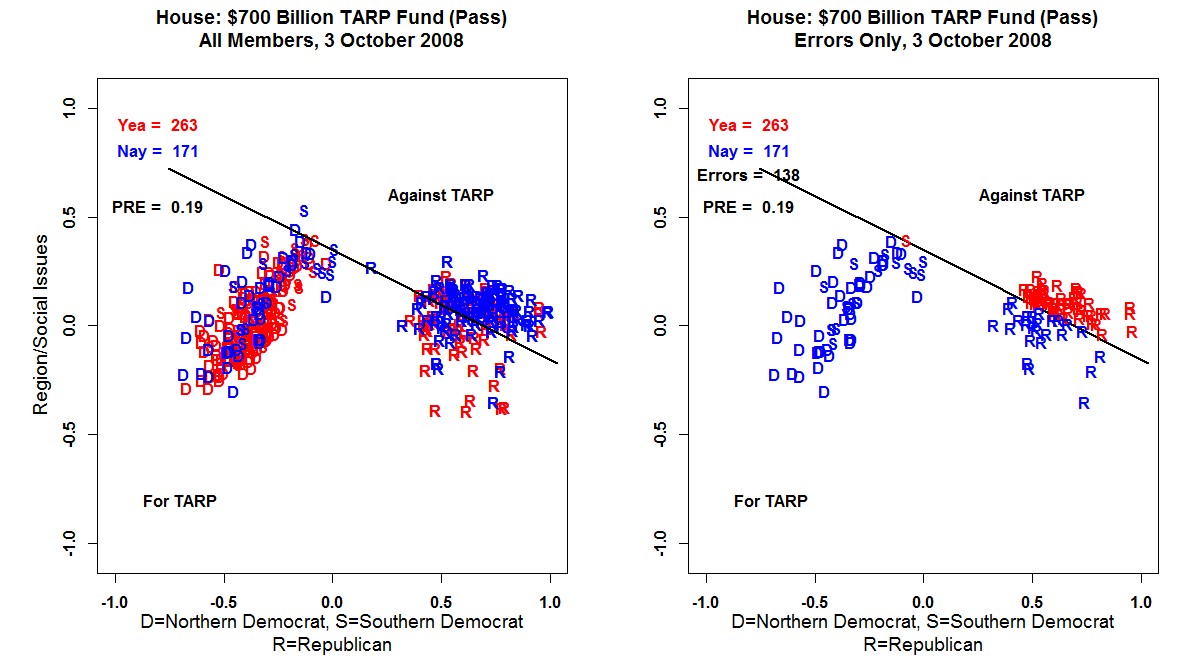 House: $700 Billion TARP Fund (Pass)
All Members, 3 October 2008
Yea = 263
Nay = 171
PRE = 0.19
Against TARP
For TARP
Region/Social Issues
1.0
0.5
0.0
-0.5
-1.0
-1.0 -0.5 0.0 0.5 1.0
D=Northern Democrat, S=Southern Democrat
R=Republican
House: $700 Billion TARP Fund (Pass)
Errors Only, 3 October 2008
Yea = 263
Nay = 171
Errors = 138
PRE = 0.19
Against TARP
For TARP
1.0
0.5
0.0
-0.5
-1.0
-1.0 -0.5 0.0 0.5 1.0
D=Northern Democrat, S=Southern Democrat
R=Republican